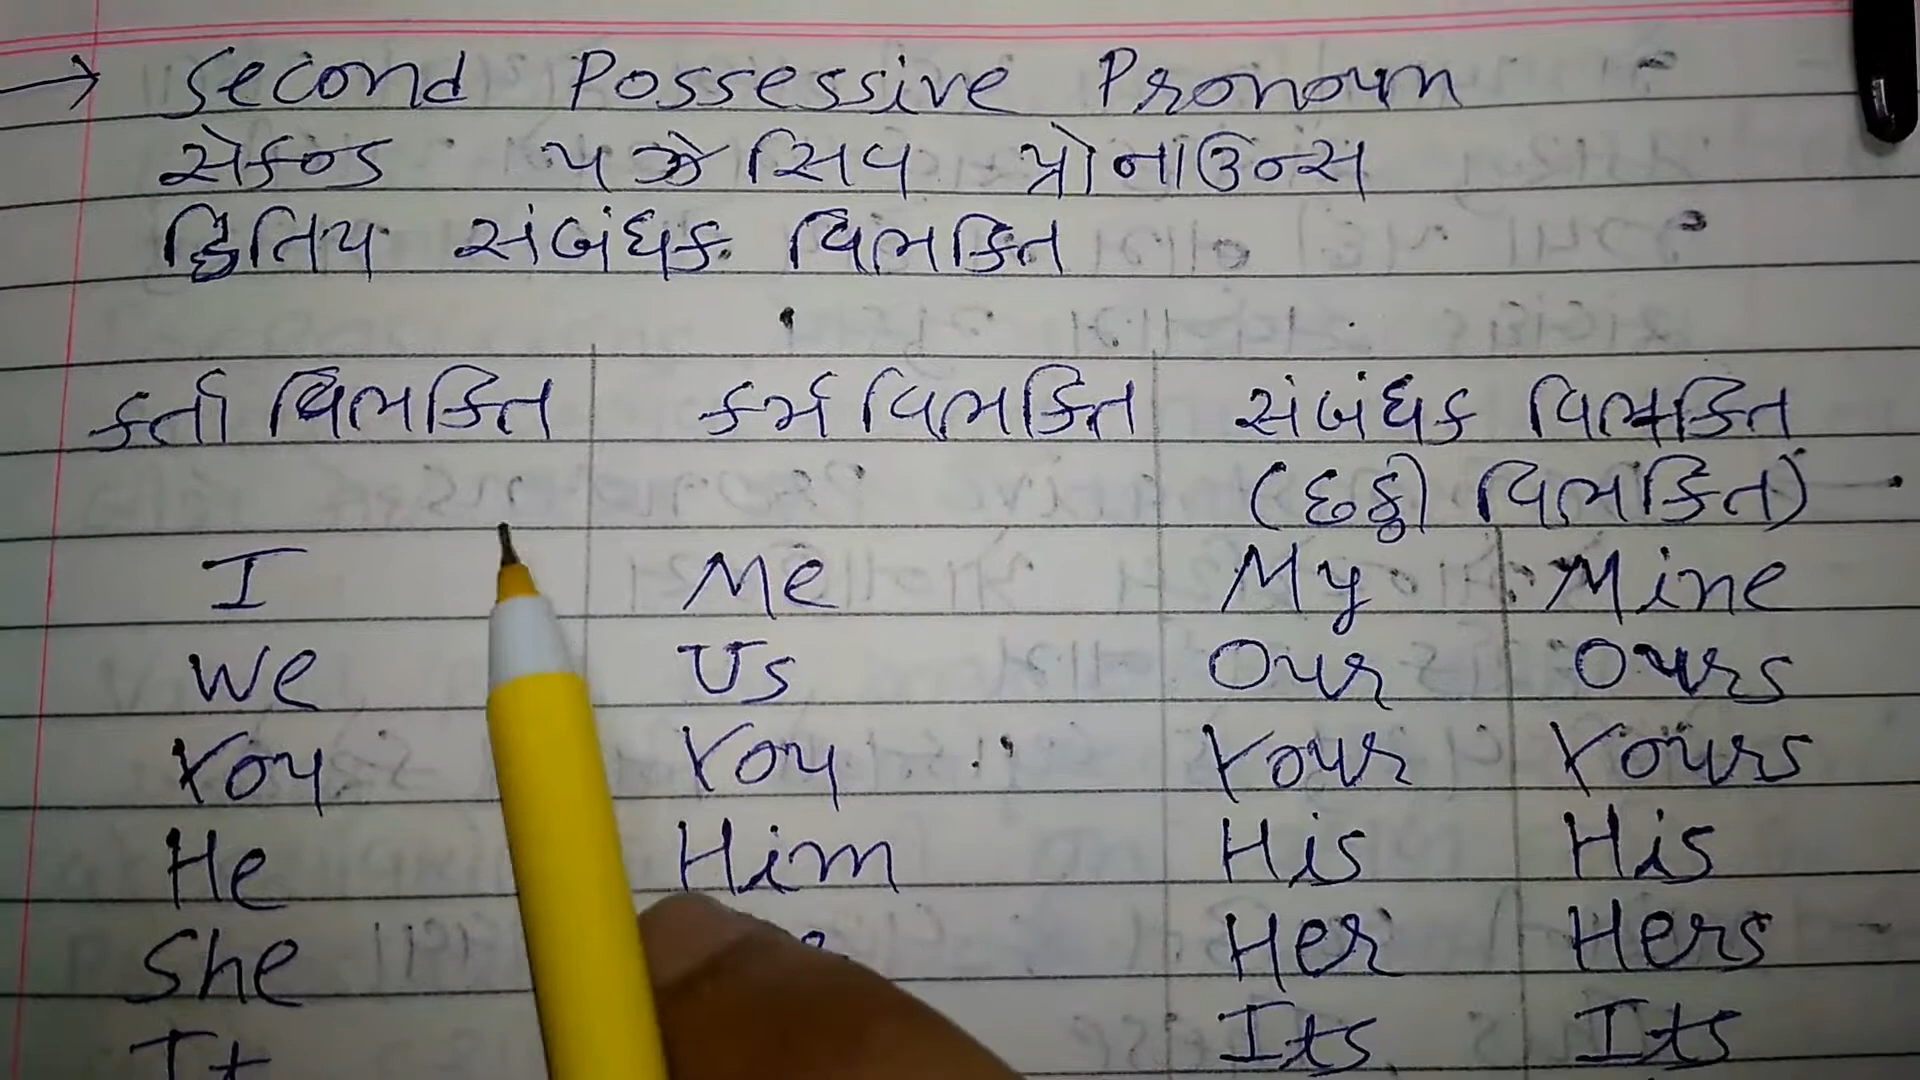 → Second Possessive Pronoun
સેકન્ડ પઝેસિવ પ્રોનાઉન્સ
દ્વિતિય સંબંધક વિભક્તિ
કર્તા વિભક્તિ કર્મ વિભક્તિ સંબંધક વિભક્તિ
(છઠ્ઠી વિભક્તિ)
I Me My Mine
We Us Our Ours
You You Your Yours
He Him His His
She Her Hers
It Its Its